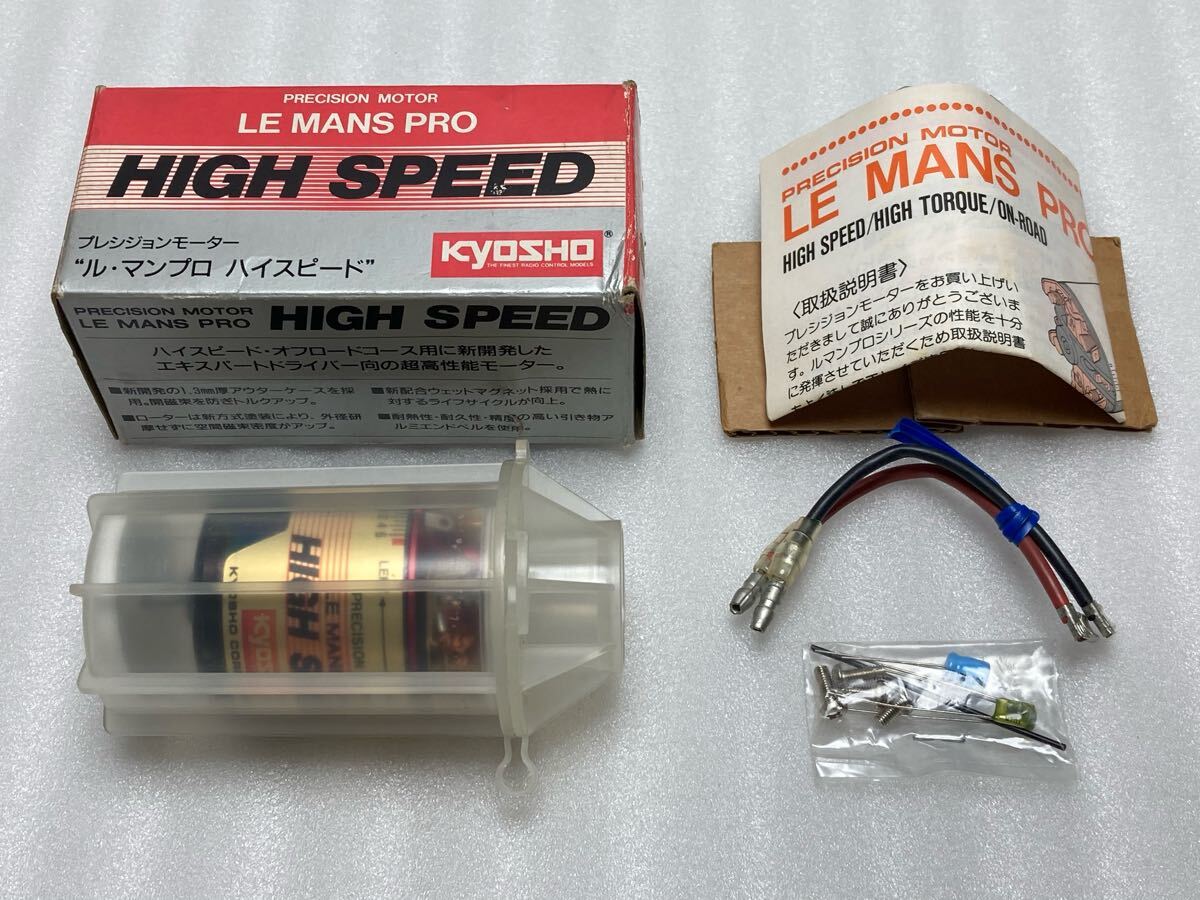 PRECISION MOTOR
LE MANS PRO
HIGH SPEED
プレシジョンモーター
“ル・マンプロ ハイスピード”
KYOSHO®
THE FINEST RADIO CONTROL MODELS
PRECISION MOTOR
LE MANS PRO HIGH SPEED
ハイスピード・オフロードコース用に新開発した
エキスパートドライバー向の超高性能モーター。
■新開発の1.3mm厚アウターケースを採
用。閉磁率を防ぎトルクアップ。
■ローターは新方式塗装により、外径研
摩せずに空間磁束密度がアップ。
■新配合ウェットマグネット採用で熱に
対するライフサイクルが向上。
■耐熱性・耐久性・精度の高い引き物ア
ルミエンドベルを使用。
PRECISION MOTOR
LE MANS PRO
HIGH SPEED/HIGH TORQUE/ON-ROAD
〈取扱説明書〉
プレシジョンモーターをお買い上げい
ただきまして誠にありがとうございま
す。ルマンプロシリーズの性能を十分
に発揮させていただくため取扱説明書
PRECISION
LE MAN
HIGH S
KYOSHO COR